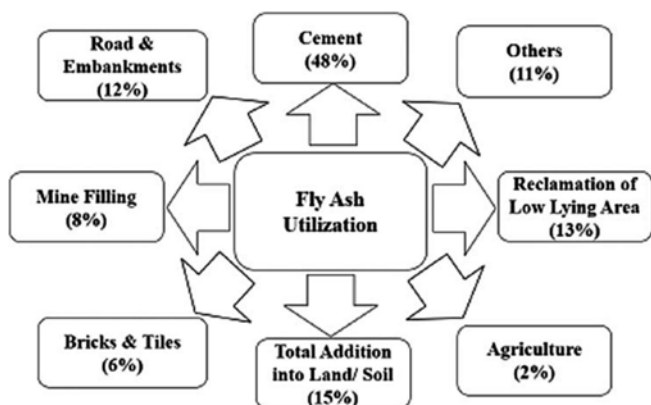 Road &
Embankments
(12%)
Cement
(48%)
Others
(11%)
Mine Filling
(8%)
Fly Ash
Utilization
Reclamation of
Low Lying Area
(13%)
Bricks & Tiles
(6%)
Total Addition
into Land/ Soil
(15%)
Agriculture
(2%)